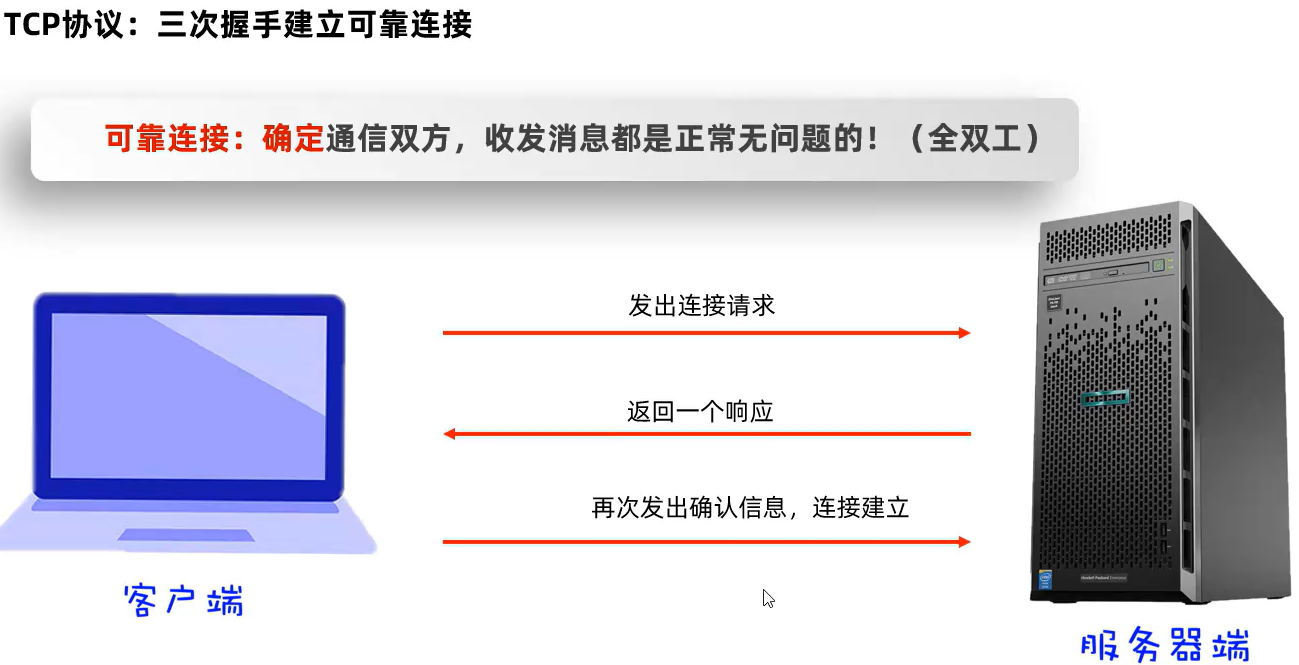 TCP协议：三次握手建立可靠连接
可靠连接：确定通信双方，收发消息都是正常无问题的！（全双工）
发出连接请求
返回一个响应
再次发出确认信息，连接建立
客户端
服务器端